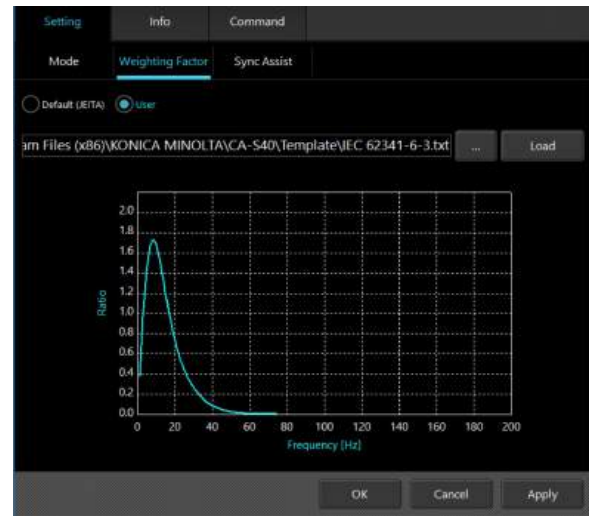 Setting Info Command
Mode Weighting Factor Sync Assist
Default (JEITA) User
am Files (x86)\KONICA MINOLTA\CA-S40\Template\IEC 62341-6-3.txt ... Load
2.0
1.8
1.6
1.4
1.2
1.0
0.8
0.6
0.4
0.2
0.0
Ratio
0 20 40 60 80 100 120 140 160 180 200
Frequency [Hz]
OK Cancel Apply